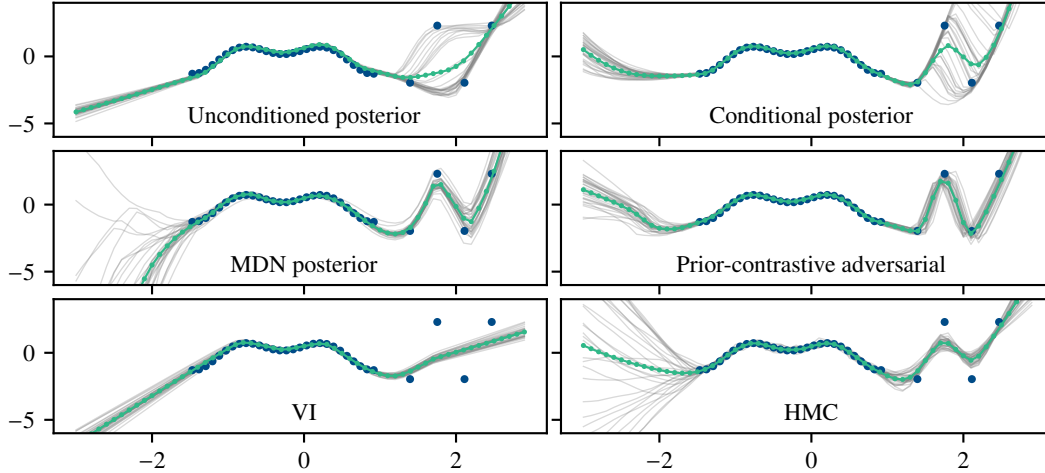 0
−5
Unconditioned posterior
Conditional posterior
0
−5
MDN posterior
Prior-contrastive adversarial
0
−5
VI
HMC
−2 0 2 −2 0 2